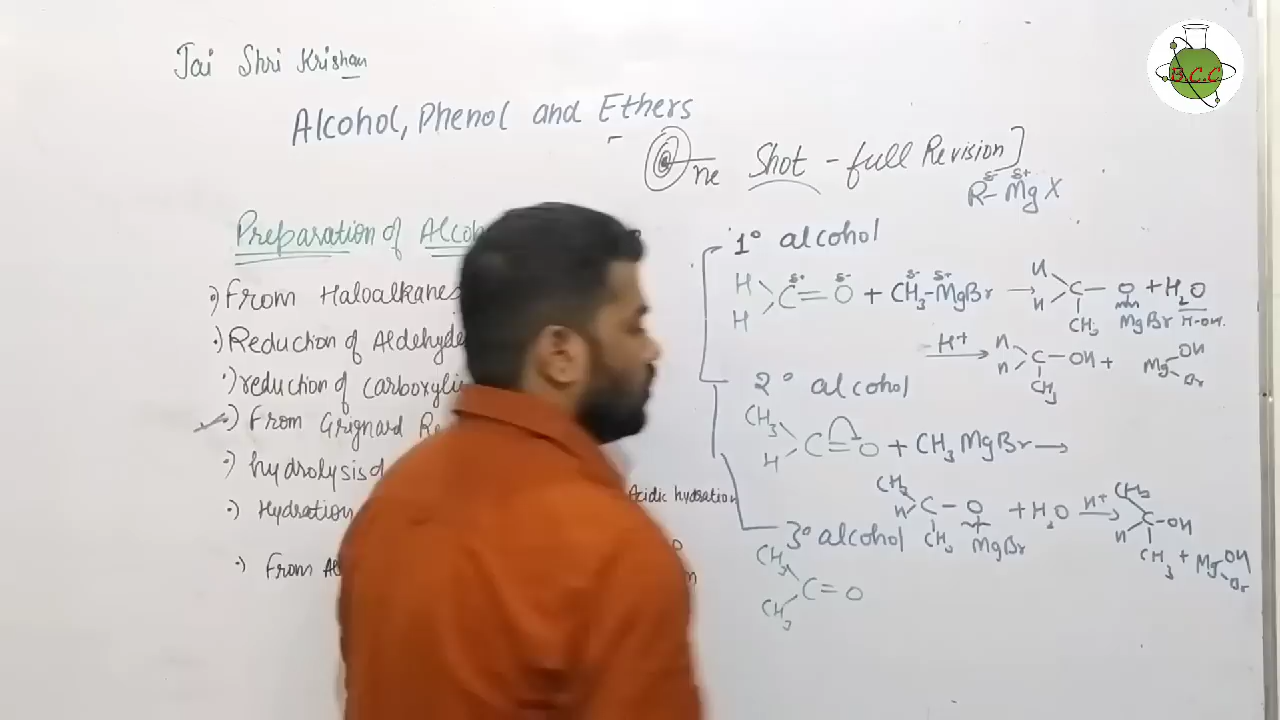 Jai Shri Krishan
B.C.C
Alcohol, Phenol and Ethers
One Shot - full Revision]
R-MgX
δ- δ+
Preparation of Alcoh
•) From Haloalkanes
•) Reduction of Aldehyde
•) reduction of Carboxyli
•) From Grignard Re
•) hydrolysis o
•) Hydration
Acidic hydration
•) From
1° alcohol
H H C=O + CH3-MgBr → H H C-O + H2O
δ+ δ- δ- δ+
CH3 MgBr H-OH
H+ → H H C-OH + Mg OH Br
CH3
2° alcohol
CH3 H C=O + CH3MgBr →
CH3 H C-O + H2O H+ → CH3 H C-OH
CH3 MgBr CH3 + Mg OH Br
3° alcohol
CH3 CH3 C=O